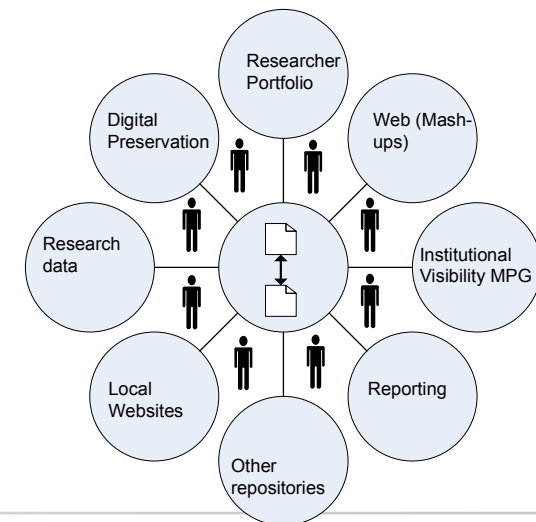 Researcher
Portfolio
Digital
Preservation
Web (Mash-
ups)
Research
data
Institutional
Visibility MPG
Local
Websites
Reporting
Other
repositories